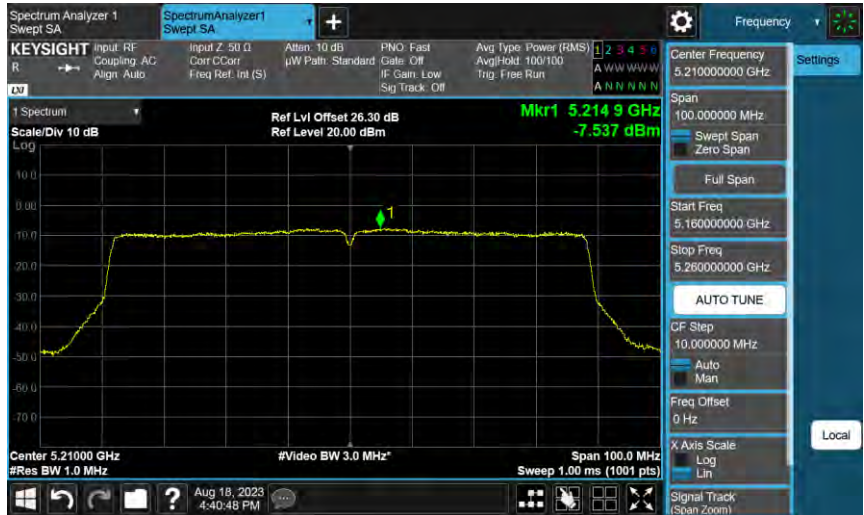 Spectrum Analyzer 1
Swept SA
SpectrumAnalyzer1
Swept SA
+
Frequency
KEYSIGHT
R
LXI
Input: RF
Coupling: AC
Align: Auto
Input Z: 50 Ω
Corr CCorr
Freq Ref: Int (S)
Atten: 10 dB
µW Path: Standard
PNO: Fast
Gate: Off
IF Gain: Low
Sig Track: Off
Avg Type: Power (RMS)
Avg|Hold: 100/100
Trig: Free Run
1 2 3 4 5 6
A W W W W W
A N N N N N
1 Spectrum
Scale/Div 10 dB
Ref Lvl Offset 26.30 dB
Ref Level 20.00 dBm
Mkr1 5.214 9 GHz
-7.537 dBm
Log
10.0
0.00
-10.0
-20.0
-30.0
-40.0
-50.0
-60.0
-70.0
1
Center 5.21000 GHz
#Res BW 1.0 MHz
#Video BW 3.0 MHz*
Span 100.0 MHz
Sweep 1.00 ms (1001 pts)
?
Aug 18, 2023
4:40:48 PM
Center Frequency
5.210000000 GHz
Span
100.000000 MHz
Swept Span
Zero Span
Full Span
Start Freq
5.160000000 GHz
Stop Freq
5.260000000 GHz
AUTO TUNE
CF Step
10.000000 MHz
Auto
Man
Freq Offset
0 Hz
X Axis Scale
Log
Lin
Signal Track
(Span Zoom)
Settings
Local